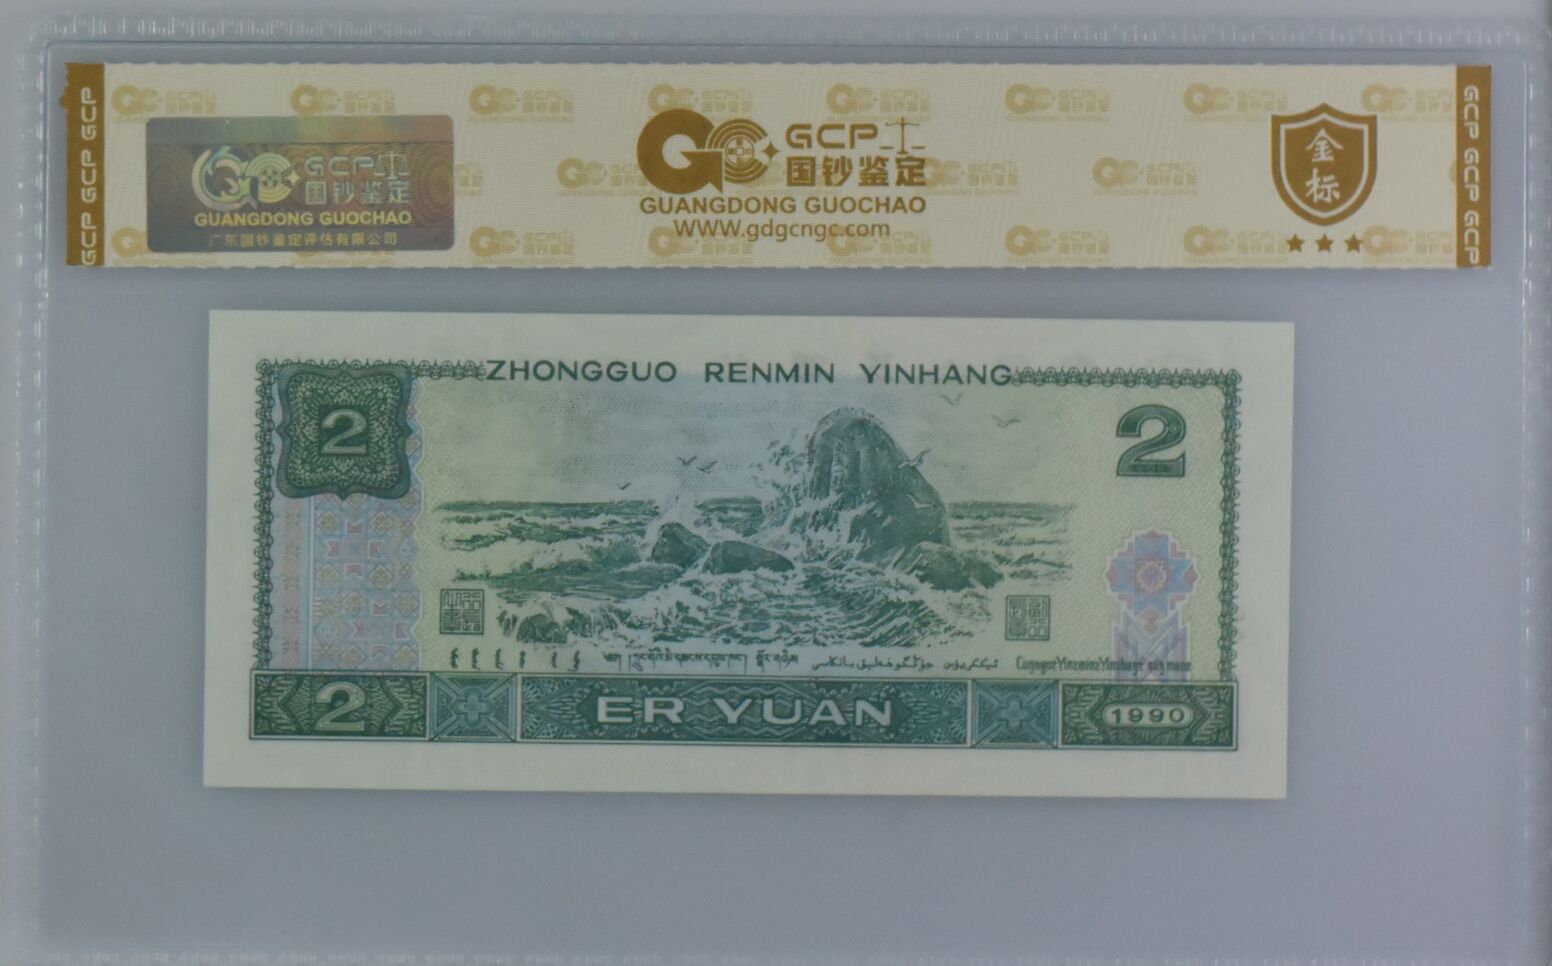 GCP GCP GCP
GCP
国钞鉴定
GUANGDONG GUOCHAO
广东国钞鉴定评估有限公司
GCP
国钞鉴定
GUANGDONG GUOCHAO
WWW.gdgcngc.com
金标
GCP GCP GCP
ZHONGGUO RENMIN YINHANG
2
2
2
ER YUAN
1990